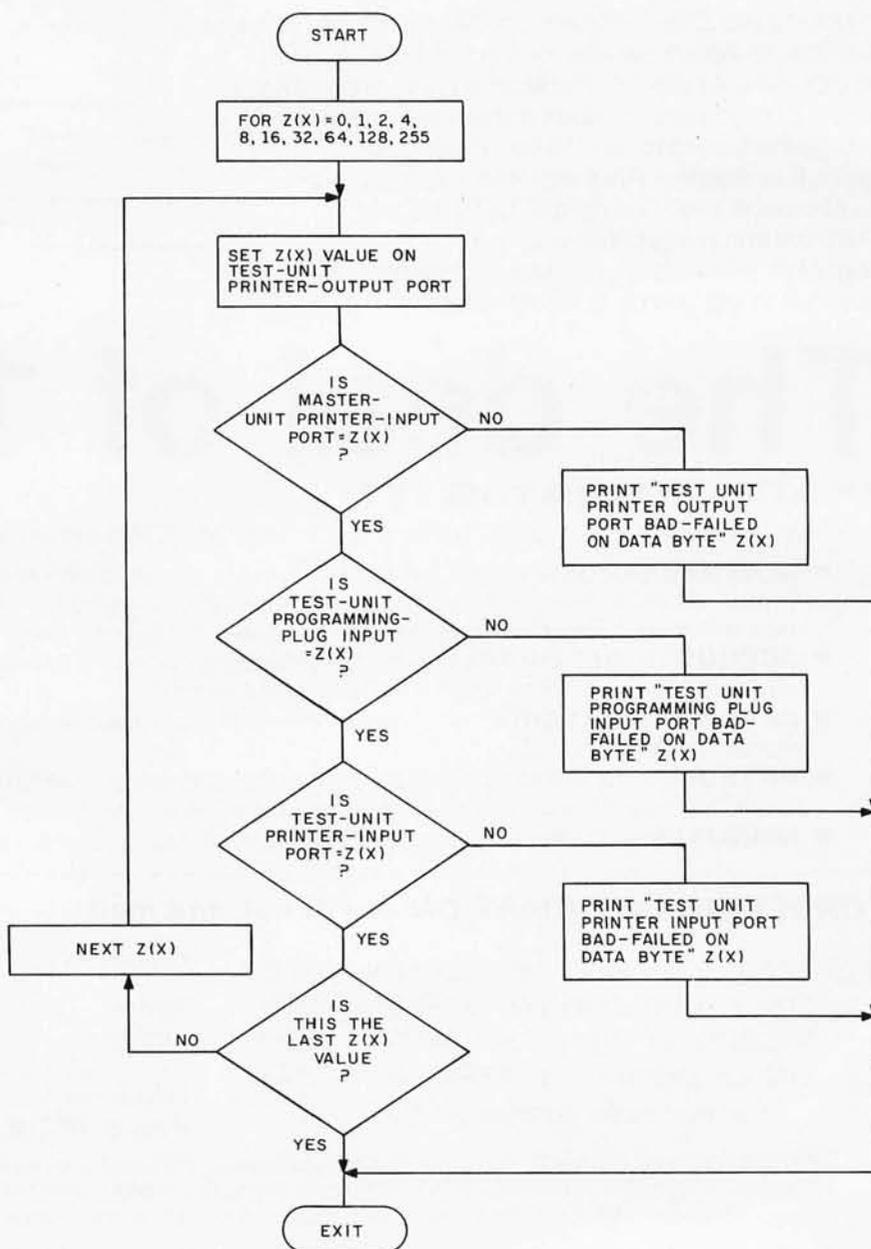 START
FOR Z(X)=0, 1, 2, 4,
8, 16, 32, 64, 128, 255
SET Z(X) VALUE ON
TEST-UNIT
PRINTER-OUTPUT PORT
IS
MASTER-
UNIT PRINTER-INPUT
PORT=Z(X)
?
NO
PRINT "TEST UNIT
PRINTER OUTPUT
PORT BAD-FAILED
ON DATA BYTE" Z(X)
YES
IS
TEST-UNIT
PROGRAMMING-
PLUG INPUT
=Z(X)
?
NO
PRINT "TEST UNIT
PROGRAMMING PLUG
INPUT PORT BAD-
FAILED ON DATA
BYTE" Z(X)
YES
IS
TEST-UNIT
PRINTER-INPUT
PORT=Z(X)
?
NO
PRINT "TEST UNIT
PRINTER INPUT PORT
BAD-FAILED ON
DATA BYTE" Z(X)
YES
NEXT Z(X)
IS
THIS THE
LAST Z(X)
VALUE
?
NO
YES
EXIT